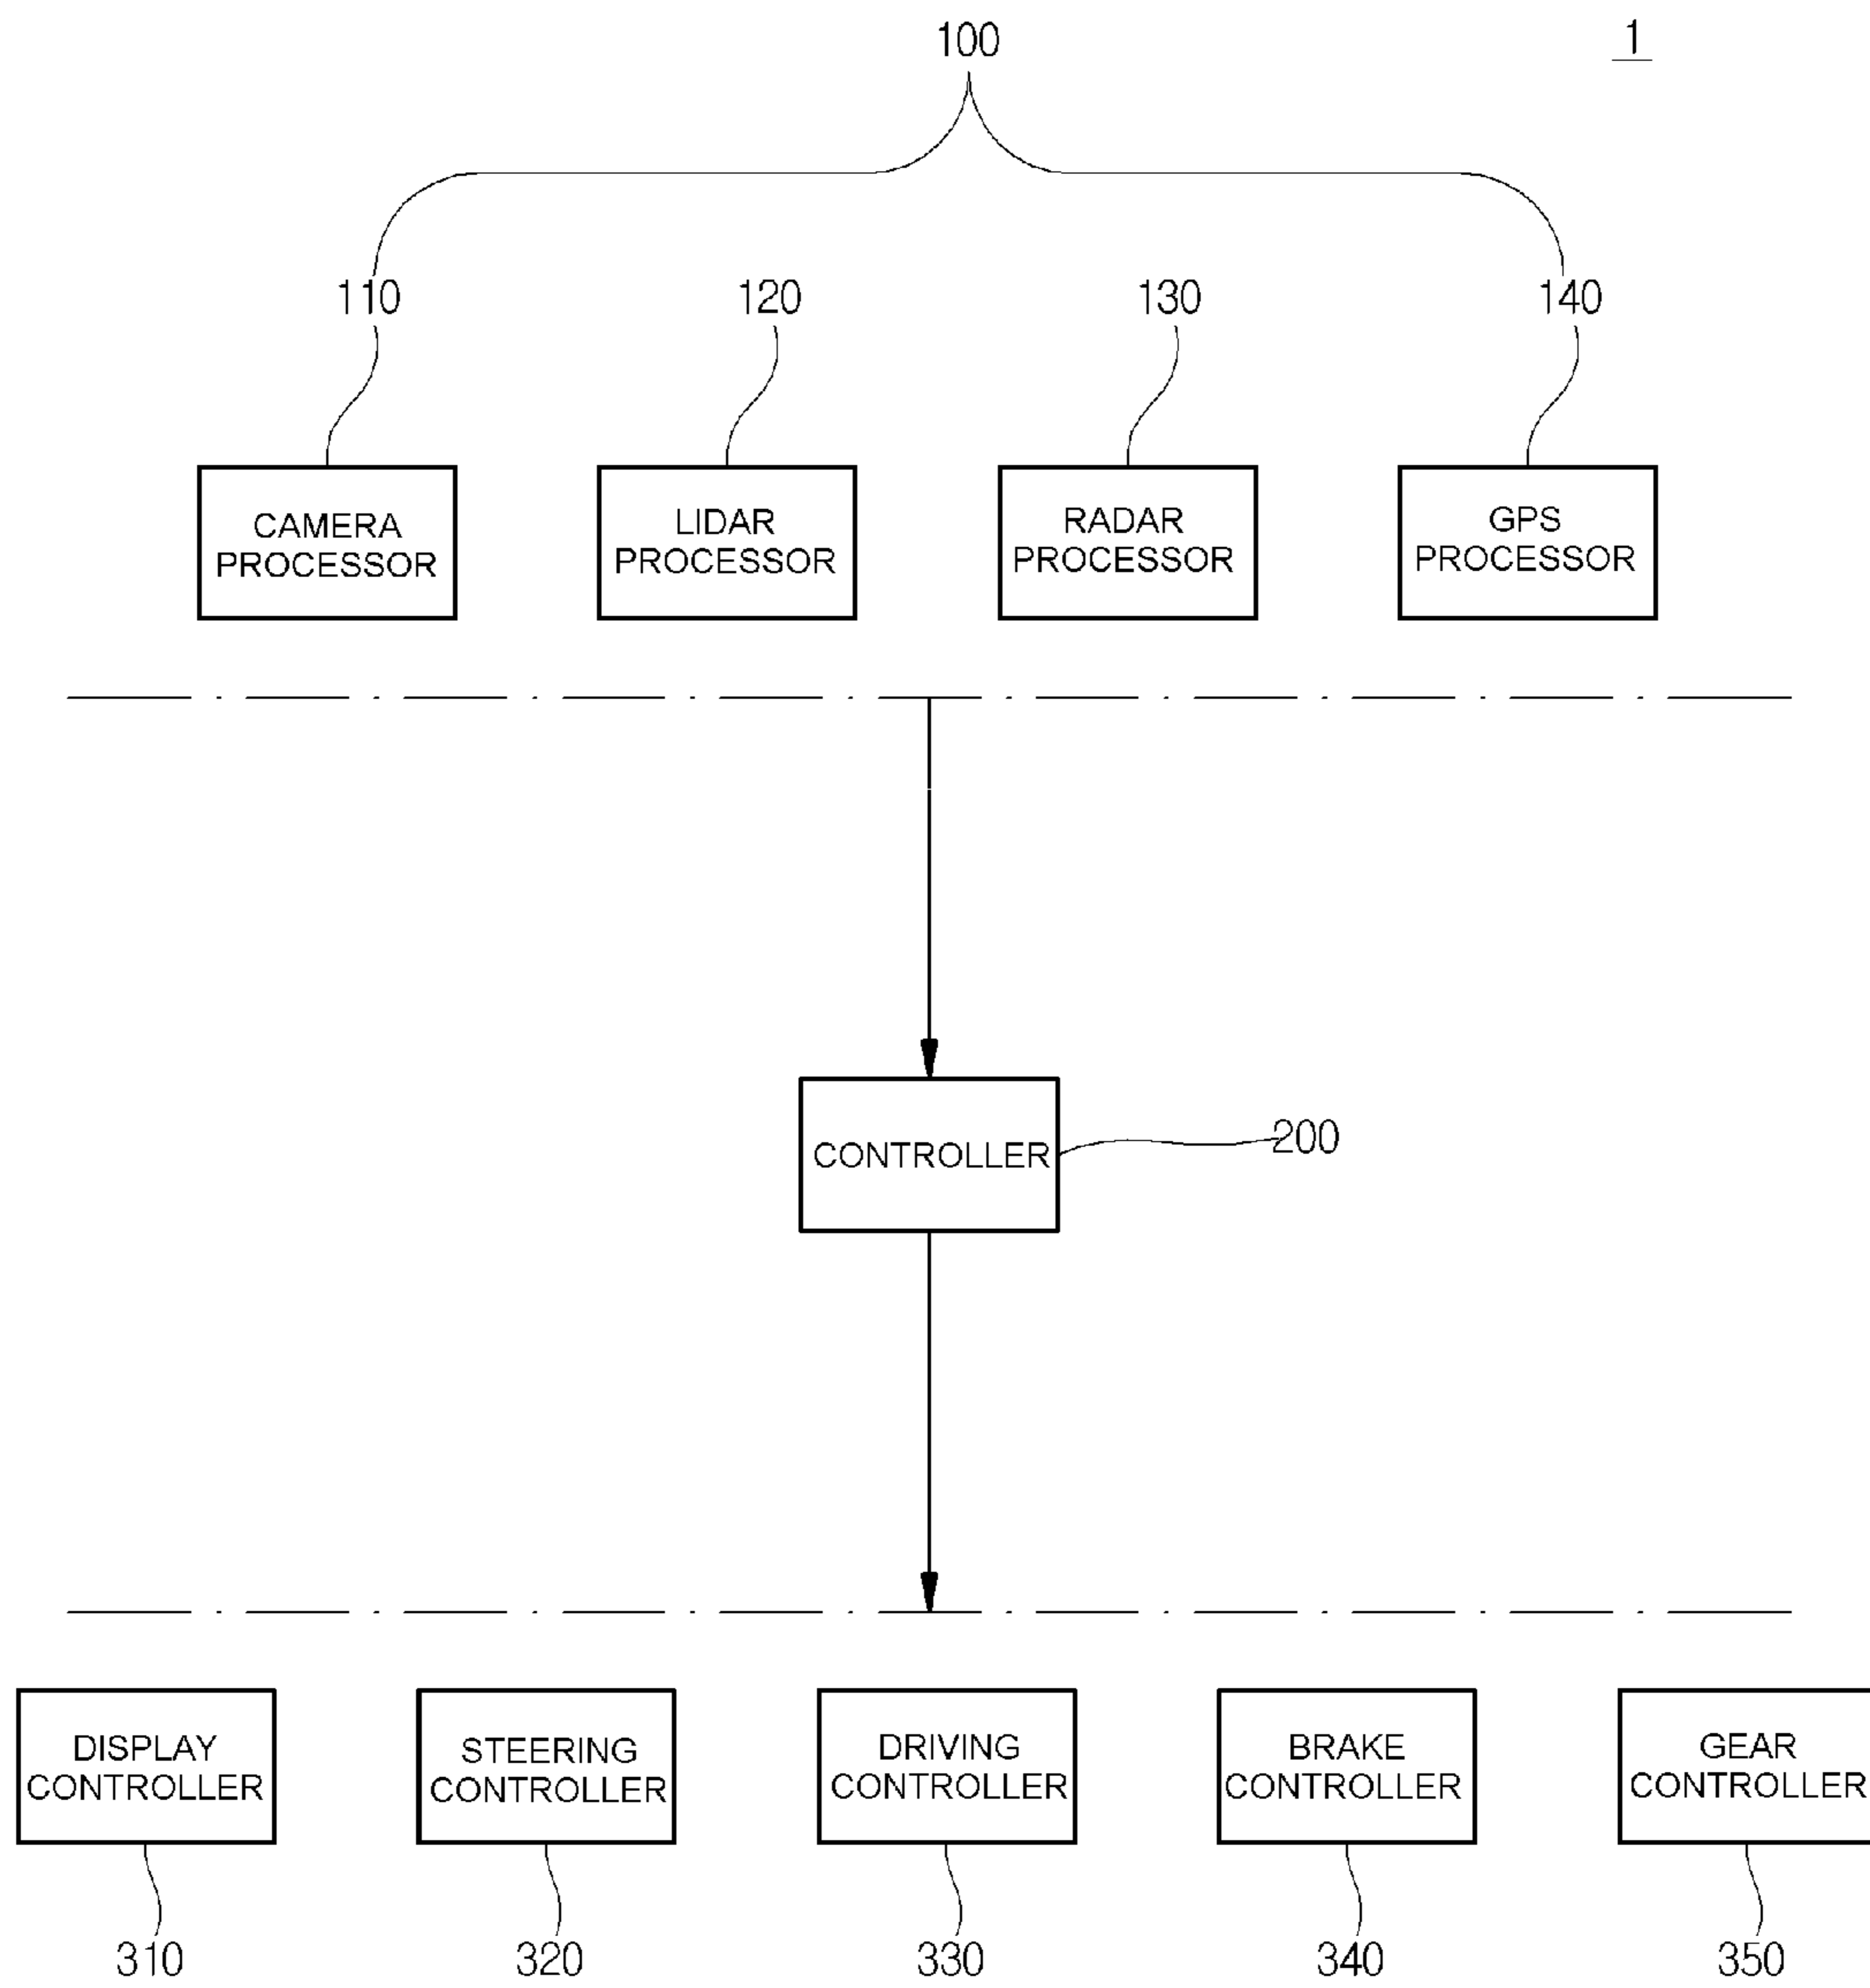 100
1
110
120
130
140
CAMERA
PROCESSOR
LIDAR
PROCESSOR
RADAR
PROCESSOR
GPS
PROCESSOR
CONTROLLER
200
DISPLAY
CONTROLLER
STEERING
CONTROLLER
DRIVING
CONTROLLER
BRAKE
CONTROLLER
GEAR
CONTROLLER
310
320
330
340
350